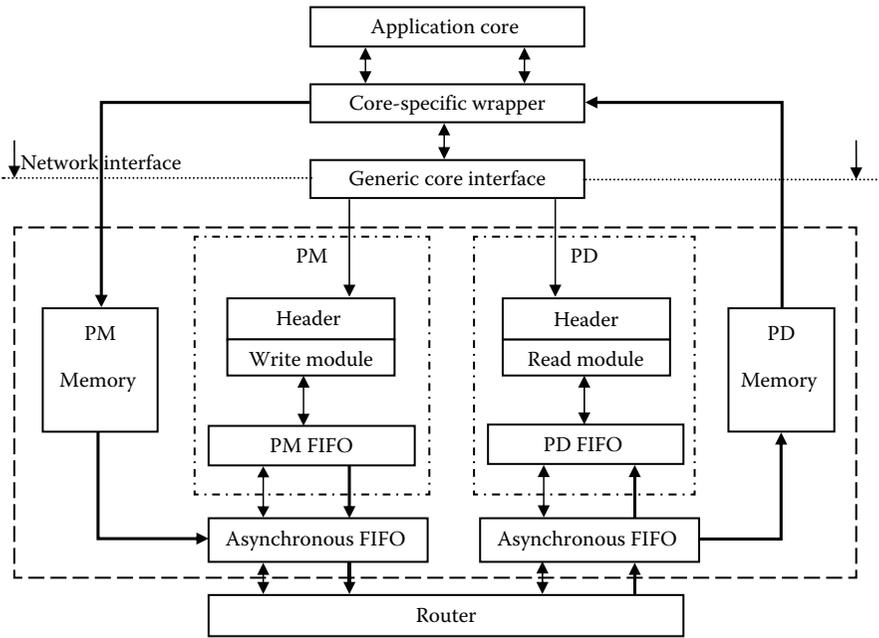 Application core
Core-specific wrapper
Network interface
Generic core interface
PM
PD
Header
Header
PM
Memory
Write module
Read module
PD
Memory
PM FIFO
PD FIFO
Asynchronous FIFO
Asynchronous FIFO
Router